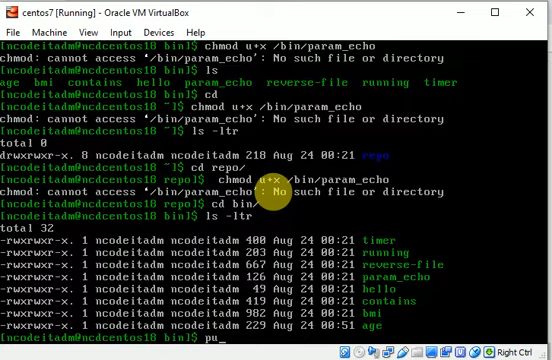 centos7 [Running] - Oracle VM VirtualBox
File Machine View Input Devices Help
[ncodeitadm@ncdcentos18 bin]$ chmod u+x /bin/param_echo
chmod: cannot access ‘/bin/param_echo’: No such file or directory
[ncodeitadm@ncdcentos18 bin]$ ls
age bmi contains hello param_echo reverse-file running timer
[ncodeitadm@ncdcentos18 bin]$ cd
[ncodeitadm@ncdcentos18 ~]$ chmod u+x /bin/param_echo
chmod: cannot access ‘/bin/param_echo’: No such file or directory
[ncodeitadm@ncdcentos18 ~]$ ls -ltr
total 0
drwxrwxr-x. 8 ncodeitadm ncodeitadm 218 Aug 24 00:21 repo
[ncodeitadm@ncdcentos18 ~]$ cd repo/
[ncodeitadm@ncdcentos18 repo]$ chmod u+x /bin/param_echo
chmod: cannot access ‘/bin/param_echo’: No such file or directory
[ncodeitadm@ncdcentos18 repo]$ cd bin/
[ncodeitadm@ncdcentos18 bin]$ ls -ltr
total 32
-rwxrwxr-x. 1 ncodeitadm ncodeitadm 400 Aug 24 00:21 timer
-rwxrwxr-x. 1 ncodeitadm ncodeitadm 203 Aug 24 00:21 running
-rwxrwxr-x. 1 ncodeitadm ncodeitadm 667 Aug 24 00:21 reverse-file
-rwxrwxr-x. 1 ncodeitadm ncodeitadm 126 Aug 24 00:21 param_echo
-rwxrwxr-x. 1 ncodeitadm ncodeitadm 49 Aug 24 00:21 hello
-rwxrwxr-x. 1 ncodeitadm ncodeitadm 419 Aug 24 00:21 contains
-rwxrwxr-x. 1 ncodeitadm ncodeitadm 982 Aug 24 00:21 bmi
-rwxrwxr-x. 1 ncodeitadm ncodeitadm 229 Aug 24 00:51 age
[ncodeitadm@ncdcentos18 bin]$ pu_
Right Ctrl